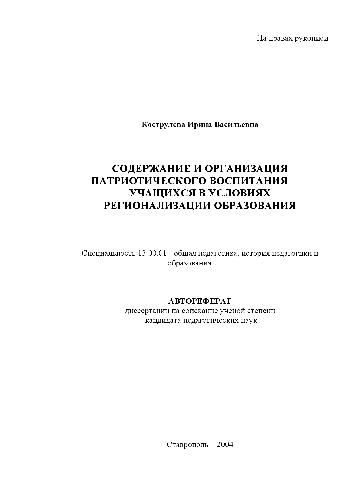 На правах рукописи
Кострулева Ирина Васильевна
СОДЕРЖАНИЕ И ОРГАНИЗАЦИЯ
ПАТРИОТИЧЕСКОГО ВОСПИТАНИЯ
УЧАЩИХСЯ В УСЛОВИЯХ
РЕГИОНАЛИЗАЦИИ ОБРАЗОВАНИЯ
Специальность 13.00.01 – общая педагогика, история педагогики и
образования
АВТОРЕФЕРАТ
диссертации на соискание ученой степени
кандидата педагогических наук
Ставрополь – 2004